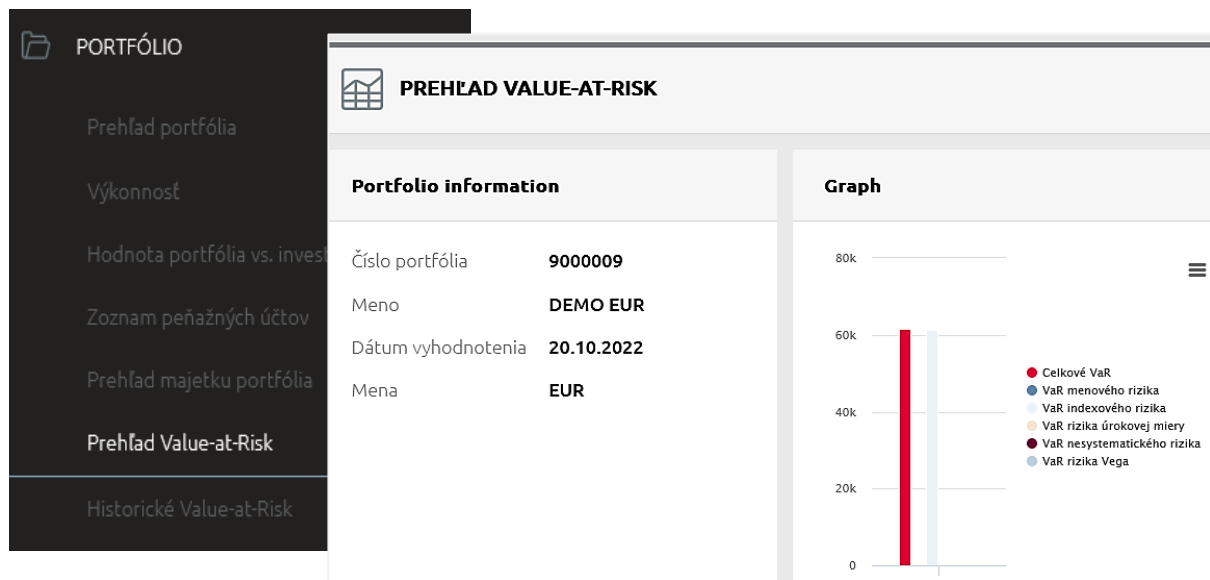 PORTFÓLIO
Prehľad portfólia
Výkonnosť
Hodnota portfólia vs. invest
Zoznam peňažných účtov
Prehľad majetku portfólia
Prehľad Value-at-Risk
Historické Value-at-Risk
PREHĽAD VALUE-AT-RISK
Portfolio information
Číslo portfólia 9000009
Meno DEMO EUR
Dátum vyhodnotenia 20.10.2022
Mena EUR
Graph
80k
60k
40k
20k
0
Celkové VaR
VaR menového rizika
VaR indexového rizika
VaR rizika úrokovej miery
VaR nesystematického rizika
VaR rizika Vega